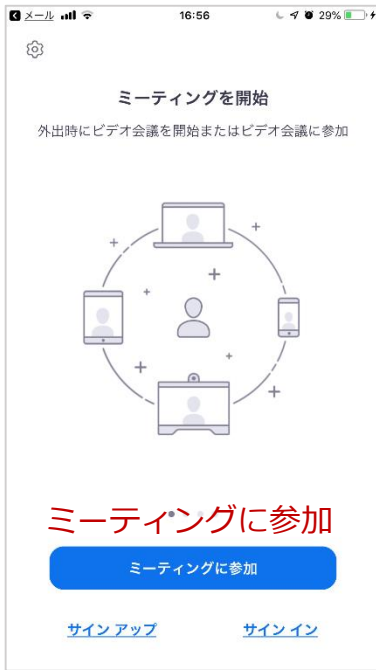 メール 16:56 29%
ミーティングを開始
外出時にビデオ会議を開始またはビデオ会議に参加
ミーティングに参加
ミーティングに参加
サイン アップ サイン イン